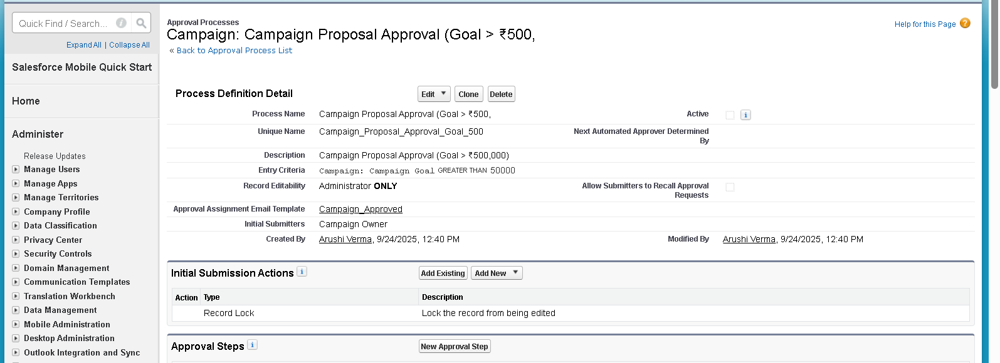 Quick Find / Search...
Expand All | Collapse All
Salesforce Mobile Quick Start
Home
Administer
Release Updates
Manage Users
Manage Apps
Manage Territories
Company Profile
Data Classification
Privacy Center
Security Controls
Domain Management
Communication Templates
Translation Workbench
Data Management
Mobile Administration
Desktop Administration
Outlook Integration and Sync
Approval Processes
Campaign: Campaign Proposal Approval (Goal > ₹500,
« Back to Approval Process List
Help for this Page ?
Process Definition Detail Edit Clone Delete
Process Name Campaign Proposal Approval (Goal > ₹500, Active
Unique Name Campaign_Proposal_Approval_Goal_500 Next Automated Approver Determined
By
Description Campaign Proposal Approval (Goal > ₹500,000)
Entry Criteria Campaign: Campaign Goal GREATER THAN 50000
Record Editability Administrator ONLY Allow Submitters to Recall Approval
Requests
Approval Assignment Email Template Campaign_Approved
Initial Submitters Campaign Owner
Created By Arushi Verma, 9/24/2025, 12:40 PM Modified By Arushi Verma, 9/24/2025, 12:40 PM
Initial Submission Actions Add Existing Add New
Action Type Description
Record Lock Lock the record from being edited
Approval Steps New Approval Step